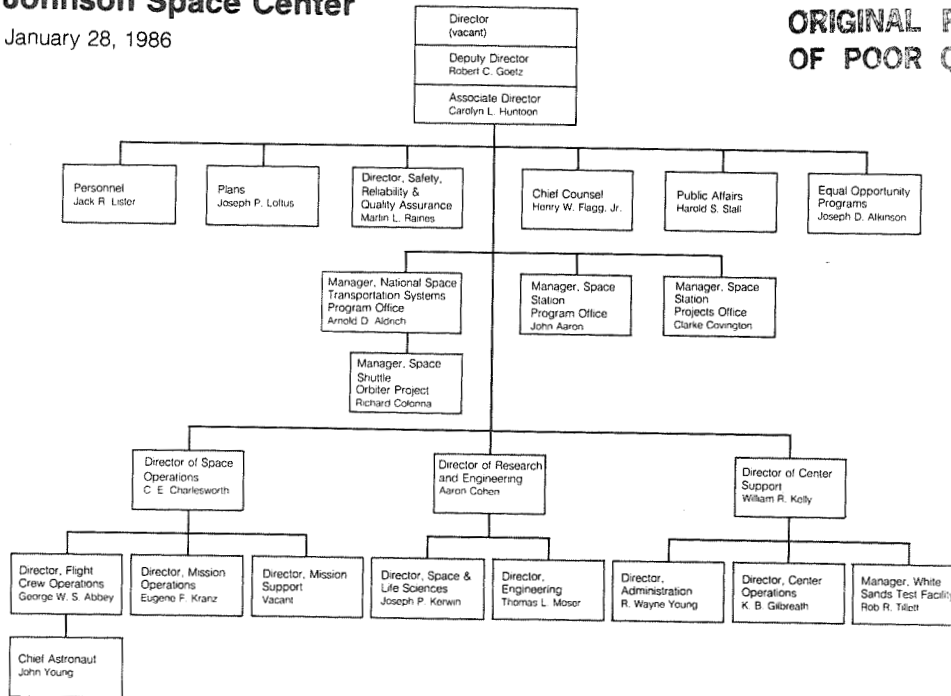 Johnson Space Center
January 28, 1986
ORIGINAL
OF POOR
Director
(vacant)
Deputy Director
Robert C. Goetz
Associate Director
Carolyn L. Huntoon
Personnel
Jack R. Lister
Plans
Joseph P. Loftus
Director, Safety,
Reliability &
Quality Assurance
Martin L. Raines
Chief Counsel
Henry W. Flagg, Jr.
Public Affairs
Harold S. Stall
Equal Opportunity
Programs
Joseph D. Atkinson
Manager, National Space
Transportation Systems
Program Office
Arnold D. Aldrich
Manager, Space
Station
Program Office
John Aaron
Manager, Space
Station
Projects Office
Clarke Covington
Manager, Space
Shuttle
Orbiter Project
Richard Colonna
Director of Space
Operations
C. E. Charlesworth
Director of Research
and Engineering
Aaron Cohen
Director of Center
Support
William R. Kelly
Director, Flight
Crew Operations
George W. S. Abbey
Director, Mission
Operations
Eugene F. Kranz
Director, Mission
Support
Vacant
Director, Space &
Life Sciences
Joseph P. Kerwin
Director,
Engineering
Thomas L. Moser
Director,
Administration
R. Wayne Young
Director, Center
Operations
K. B. Gilbreath
Manager, White
Sands Test Facility
Rob R. Tillett
Chief Astronaut
John Young